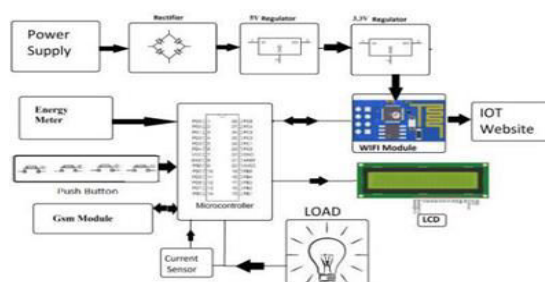 Power
Supply
Rectifier
5V Regulator
3.3V Regulator
Energy
Meter
WIFI Module
IOT
Website
Push Button
Gsm Module
Microcontroller
LCD
Current
Sensor
LOAD